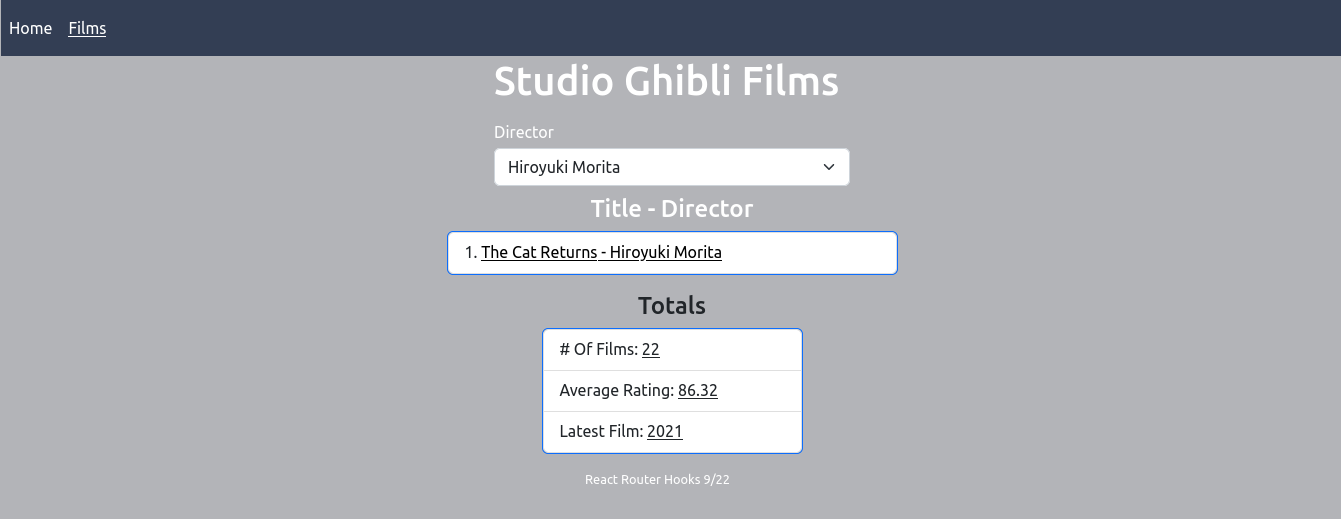 Home Films
Studio Ghibli Films
Director
Hiroyuki Morita
Title - Director
1. The Cat Returns - Hiroyuki Morita
Totals
# Of Films: 22
Average Rating: 86.32
Latest Film: 2021
React Router Hooks 9/22